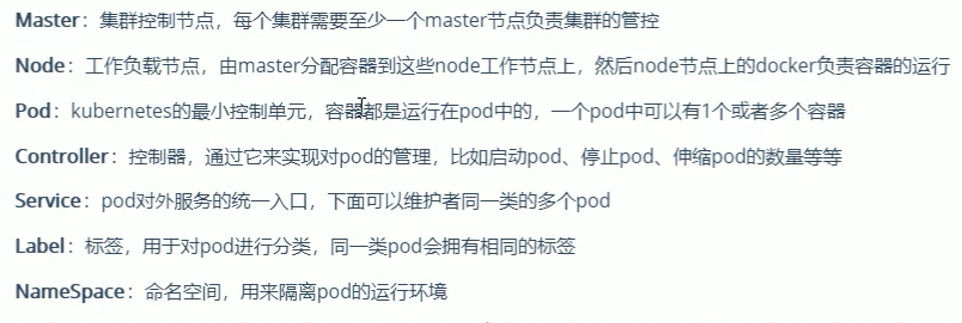 Master：集群控制节点，每个集群需要至少一个master节点负责集群的管控
Node：工作负载节点，由master分配容器到这些node工作节点上，然后node节点上的docker负责容器的运行
Pod：kubernetes的最小控制单元，容器都是运行在pod中的，一个pod中可以有1个或者多个容器
Controller：控制器，通过它来实现对pod的管理，比如启动pod、停止pod、伸缩pod的数量等等
Service：pod对外服务的统一入口，下面可以维护者同一类的多个pod
Label：标签，用于对pod进行分类，同一类pod会拥有相同的标签
NameSpace：命名空间，用来隔离pod的运行环境